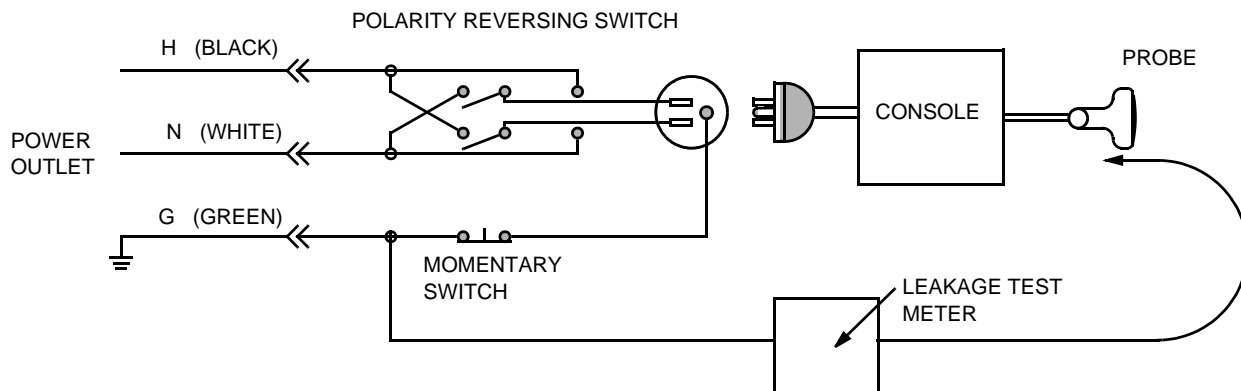 POLARITY REVERSING SWITCH
H (BLACK)
PROBE
CONSOLE
N (WHITE)
POWER
OUTLET
G (GREEN)
MOMENTARY
SWITCH
LEAKAGE TEST
METER